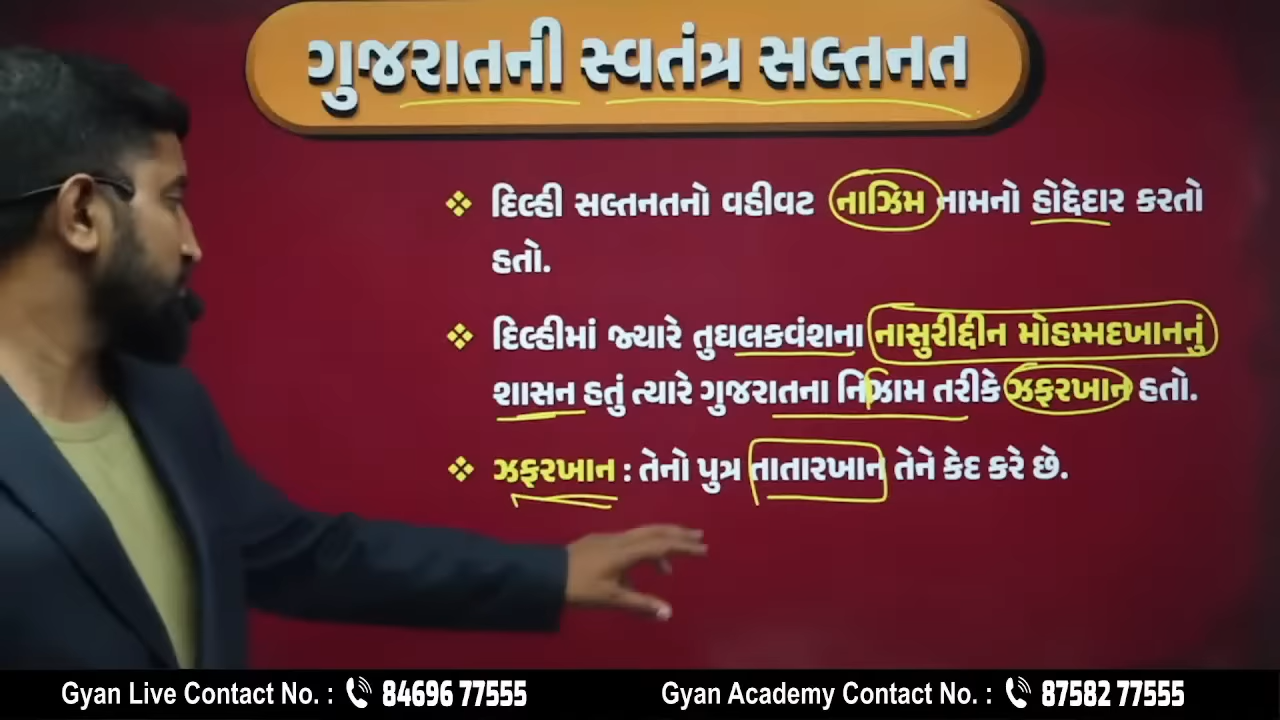 ગુજરાતની સ્વતંત્ર સલ્તનત
દિલ્હી સલ્તનતનો વહીવટ નાઝિમ નામનો હોદ્દેદાર કરતો
હતો.
દિલ્હીમાં જ્યારે તુઘલકવંશના નાસુરીદ્દીન મોહમ્મદખાનનું
શાસન હતું ત્યારે ગુજરાતના નિઝામ તરીકે ઝફરખાન હતો.
ઝફરખાન : તેનો પુત્ર તાતારખાન તેને કેદ કરે છે.
Gyan Live Contact No. : 84696 77555
Gyan Academy Contact No. : 87582 77555